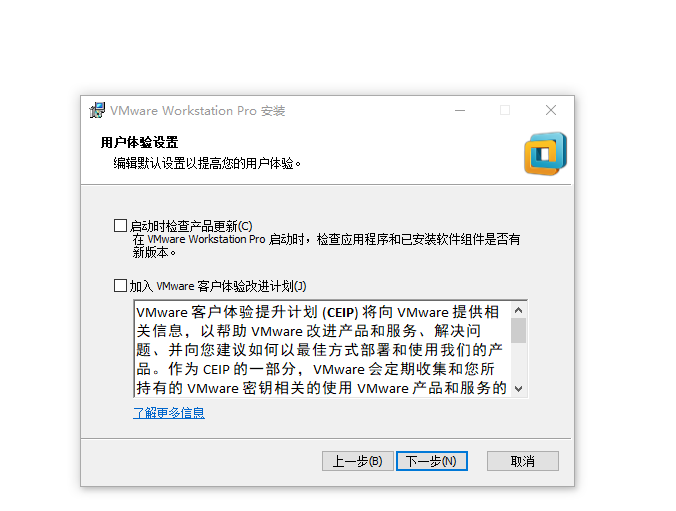 VMware Workstation Pro 安装
用户体验设置
编辑默认设置以提高您的用户体验。
启动时检查产品更新(C)
在 VMware Workstation Pro 启动时，检查应用程序和已安装软件组件是否有
新版本。
加入 VMware 客户体验改进计划(J)
VMware 客户体验提升计划 (CEIP) 将向 VMware 提供相
关信息，以帮助 VMware 改进产品和服务、解决问
题、并向您建议如何以最佳方式部署和使用我们的产
品。作为 CEIP 的一部分，VMware 会定期收集和您所
持有的 VMware 密钥相关的使用 VMware 产品和服务的
了解更多信息
上一步(B) 下一步(N) 取消